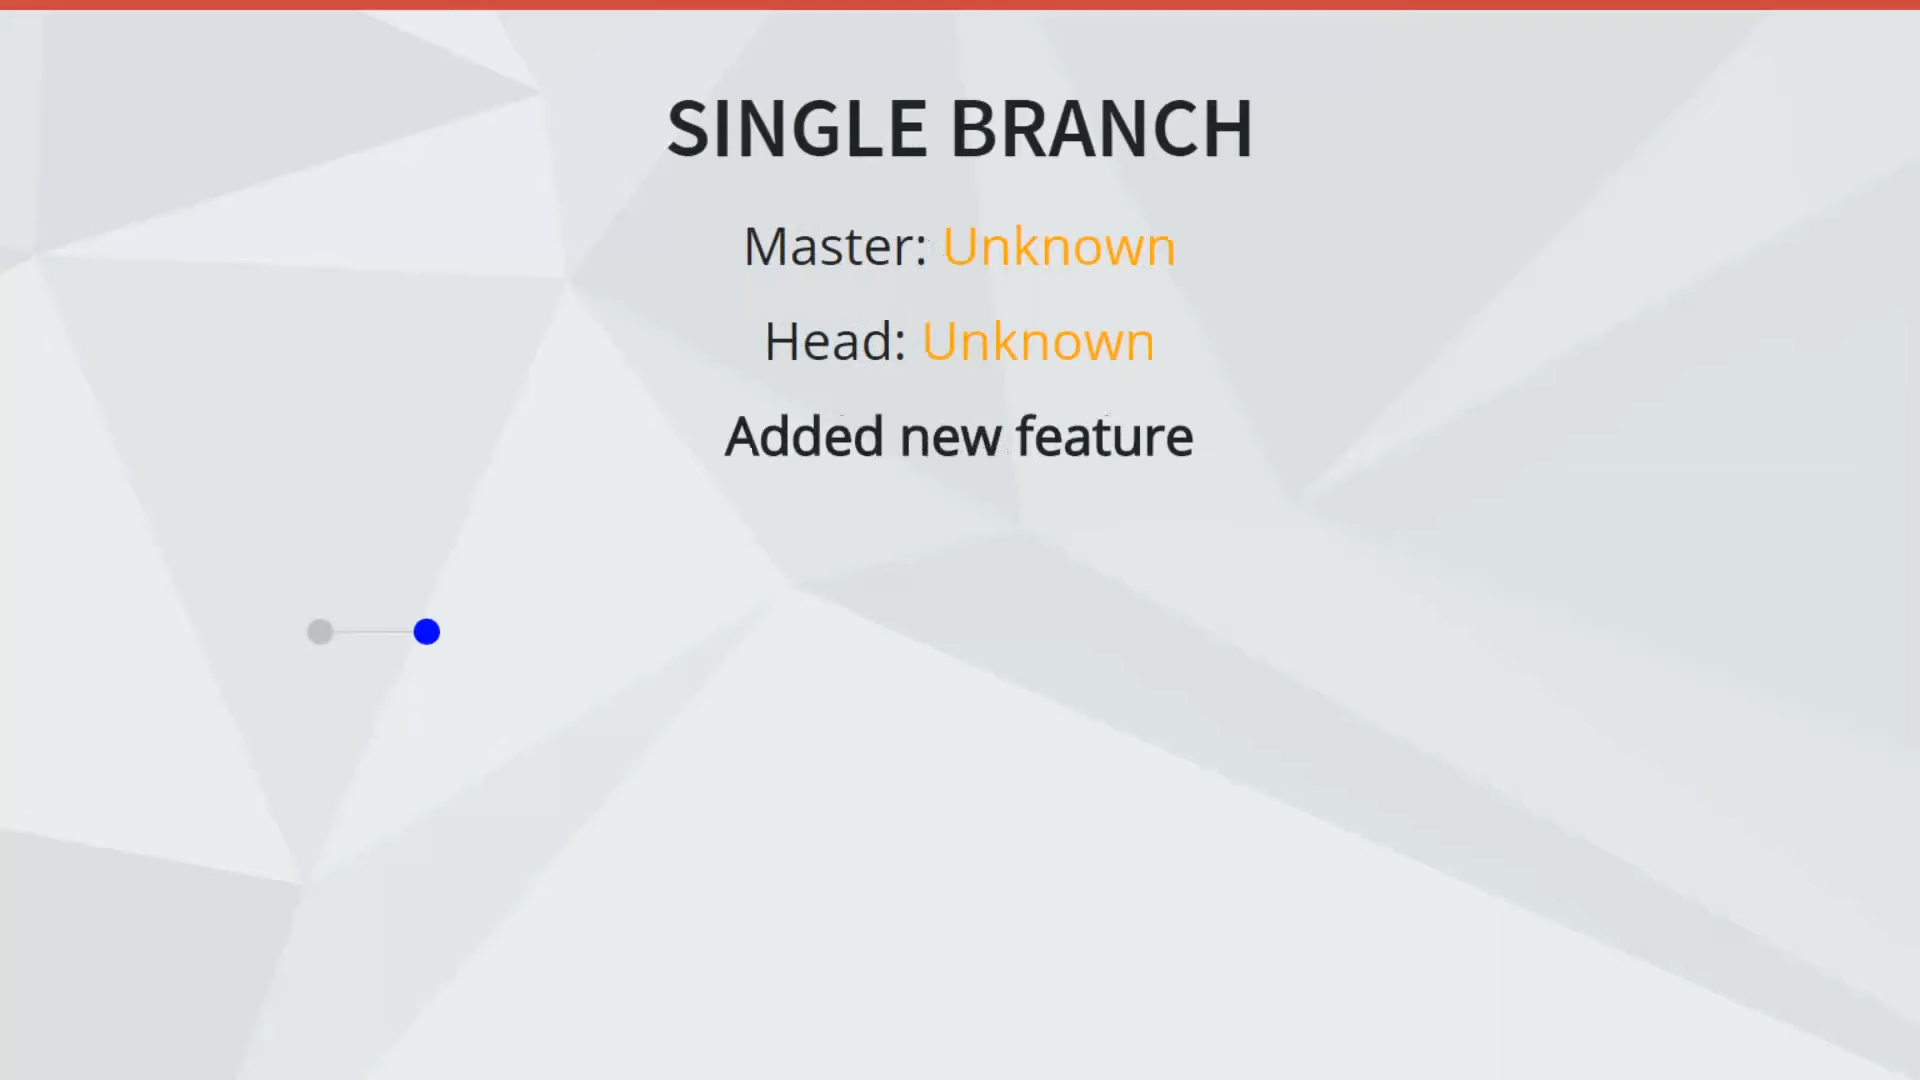 SINGLE BRANCH
Master: Unknown
Head: Unknown
Added new feature